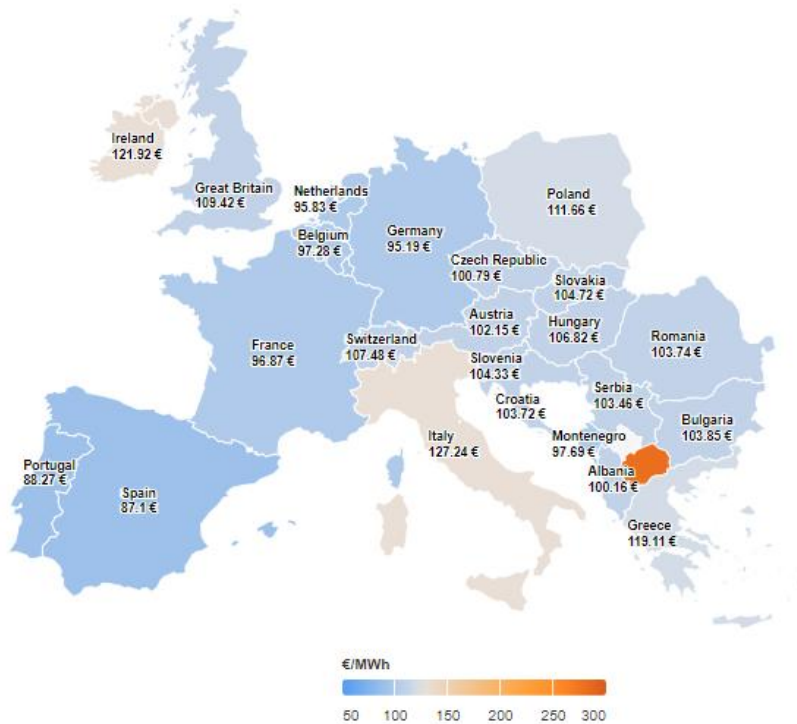 Ireland
121.92 €
Great Britain
109.42 €
Netherlands
95.83 €
Belgium
97.28 €
Germany
95.19 €
Poland
111.66 €
Czech Republic
100.79 €
Slovakia
104.72 €
Austria
102.15 €
Hungary
106.82 €
Romania
103.74 €
France
96.87 €
Switzerland
107.48 €
Slovenia
104.33 €
Croatia
103.72 €
Serbia
103.46 €
Bulgaria
103.85 €
Italy
127.24 €
Montenegro
97.69 €
Albania
100.16 €
Portugal
88.27 €
Spain
87.1 €
Greece
119.11 €
€/MWh
50 100 150 200 250 300